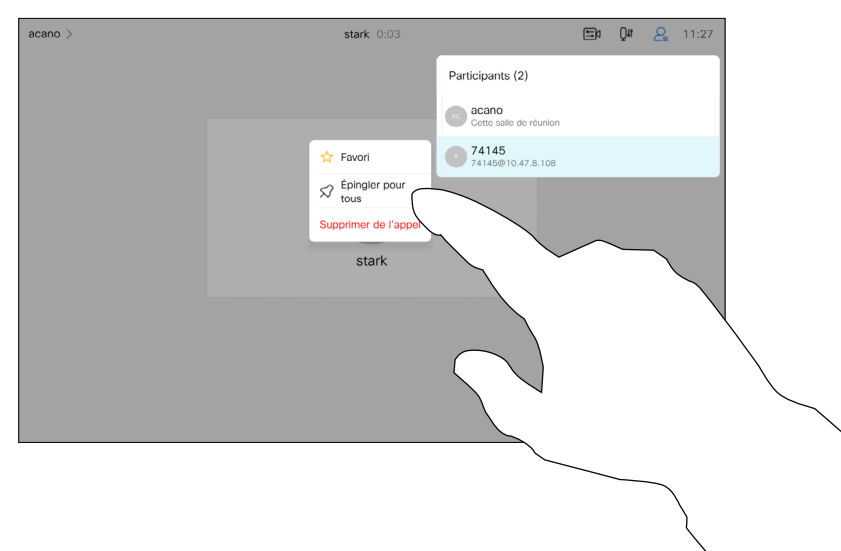 acano >
stark 0:03
11:27
Participants (2)
AC
acano
Cette salle de réunion
74145
74145@10.47.8.108
Favori
Épingler pour
tous
Supprimer de l'appel
stark